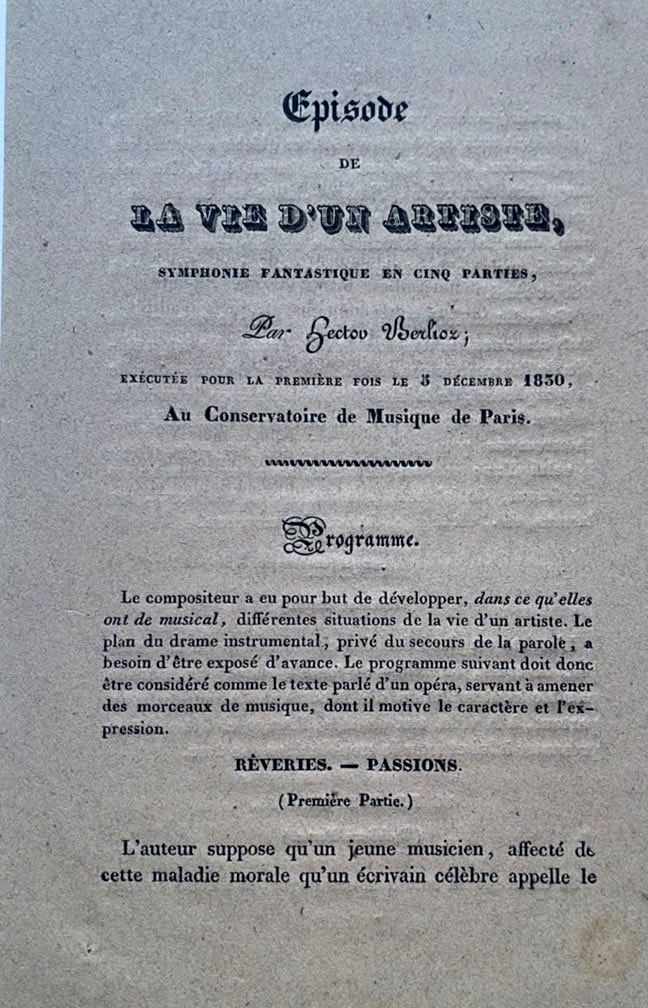 Episode
DE
LA VIE D'UN ARTISTE,
SYMPHONIE FANTASTIQUE EN CINQ PARTIES,
Par Hector Berlioz;
EXÉCUTÉE POUR LA PREMIÈRE FOIS LE 5 DÉCEMBRE 1830,
Au Conservatoire de Musique de Paris.
Programme.
Le compositeur a eu pour but de développer, dans ce qu'elles
ont de musical, différentes situations de la vie d'un artiste. Le
plan du drame instrumental, privé du secours de la parole, a
besoin d'être exposé d'avance. Le programme suivant doit donc
être considéré comme le texte parlé d'un opéra, servant à amener
des morceaux de musique, dont il motive le caractère et l'ex-
pression.
RÊVERIES. — PASSIONS.
(Première Partie.)
L'auteur suppose qu'un jeune musicien, affecté de
cette maladie morale qu'un écrivain célèbre appelle le